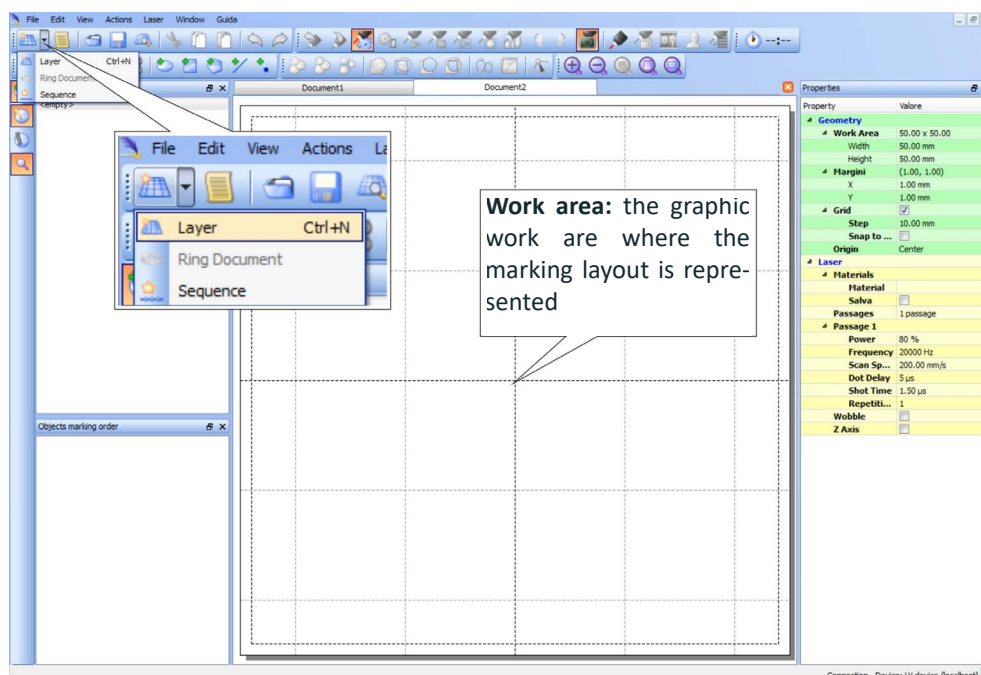 File Edit View Actions Laser Window Guida
--:--
Layer Ctrl+N
Ring Document
Sequence
<empty>
Document1 Document2
Properties
Property Valore
Geometry
Work Area 50.00 x 50.00
Width 50.00 mm
Height 50.00 mm
Margini (1.00, 1.00)
X 1.00 mm
Y 1.00 mm
Grid
Step 10.00 mm
Snap to ...
Origin Center
Laser
Materials
Material
Salva
Passages 1 passage
Passage 1
Power 80 %
Frequency 20000 Hz
Scan Sp... 200.00 mm/s
Dot Delay 5 µs
Shot Time 1.50 µs
Repetiti... 1
Wobble
Z Axis
File Edit View Actions La
Layer Ctrl+N
Ring Document
Sequence
Work area: the graphic
work are where the
marking layout is repre-
sented
Objects marking order